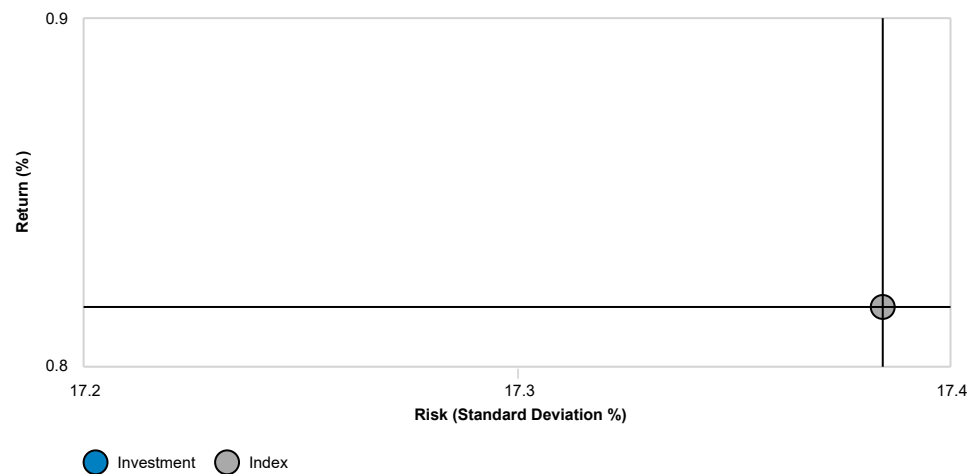 0.9
Return (%)
0.8
17.2
17.3
17.4
Risk (Standard Deviation %)
Investment
Index